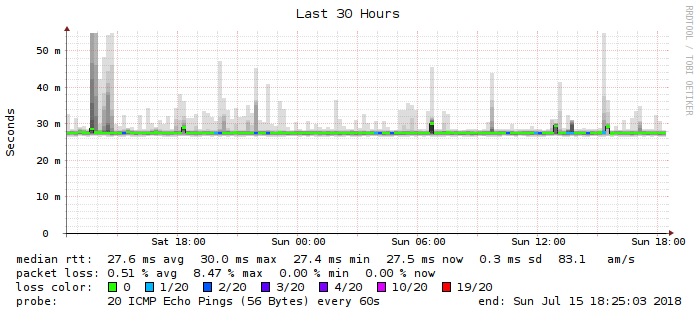 Last 30 Hours
RRDTOOL / TOBI OETIKER
Seconds
50 m
40 m
30 m
20 m
10 m
0
Sat 18:00 Sun 00:00 Sun 06:00 Sun 12:00 Sun 18:00
median rtt: 27.6 ms avg 30.0 ms max 27.4 ms min 27.5 ms now 0.3 ms sd 83.1 am/s
packet loss: 0.51 % avg 8.47 % max 0.00 % min 0.00 % now
loss color: 0 1/20 2/20 3/20 4/20 10/20 19/20
probe: 20 ICMP Echo Pings (56 Bytes) every 60s end: Sun Jul 15 18:25:03 2018